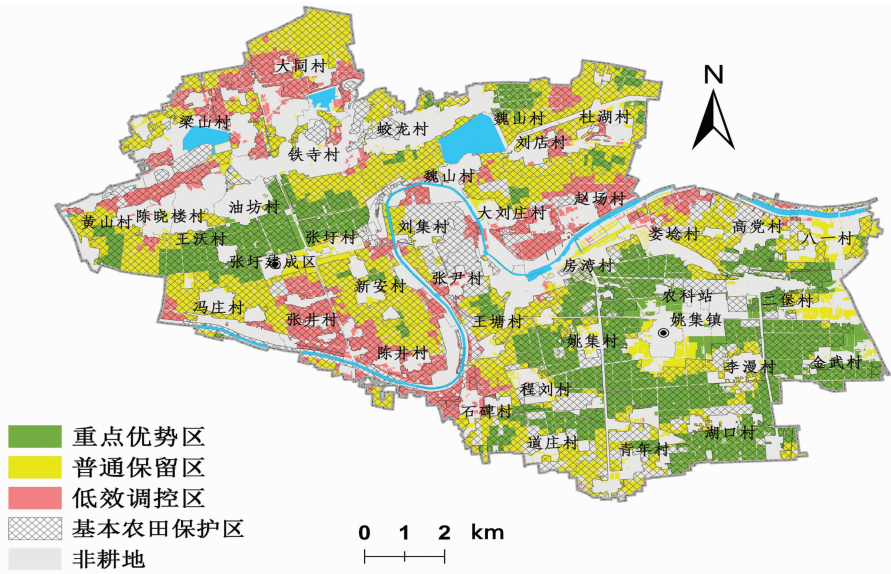 大同村
N
梁山村
蛟龙村
魏山村
杜湖村
刘店村
铁寺村
魏山村
黄山村
陈晓楼村
油坊村
王沃村
张圩村
刘集村
大刘庄村
赵场村
娄埝村
高党村
八一村
张圩建成区
张尹村
房湾村
新安村
冯庄村
农科站
二堡村
张井村
王塘村
姚集镇
陈井村
姚集村
李漫村
金武村
程刘村
石碑村
道庄村
青年村
湖口村
重点优势区
普通保留区
低效调控区
基本农田保护区
非耕地
0 1 2 km